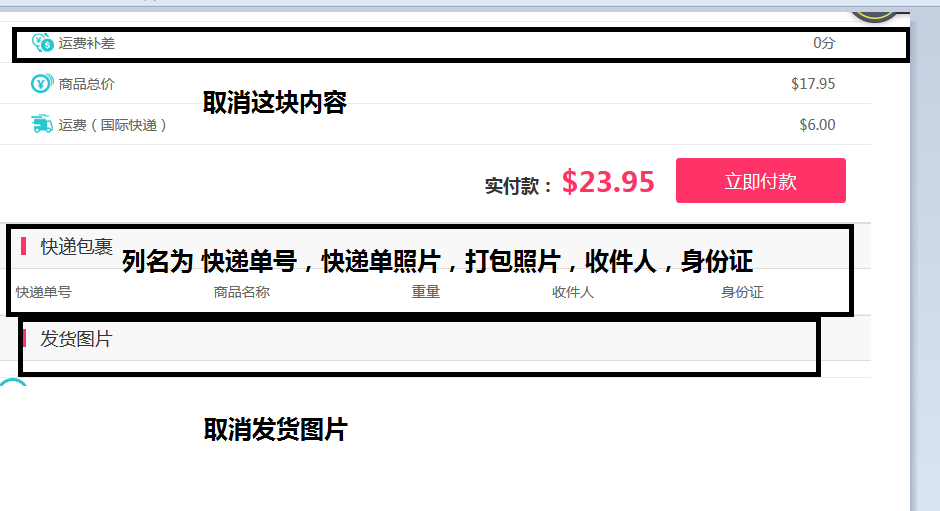 运费补差 0分
商品总价 $17.95
取消这块内容
运费（国际快递） $6.00
实付款： $23.95 立即付款
快递包裹
列名为 快递单号，快递单照片，打包照片，收件人，身份证
快递单号 商品名称 重量 收件人 身份证
发货图片
取消发货图片